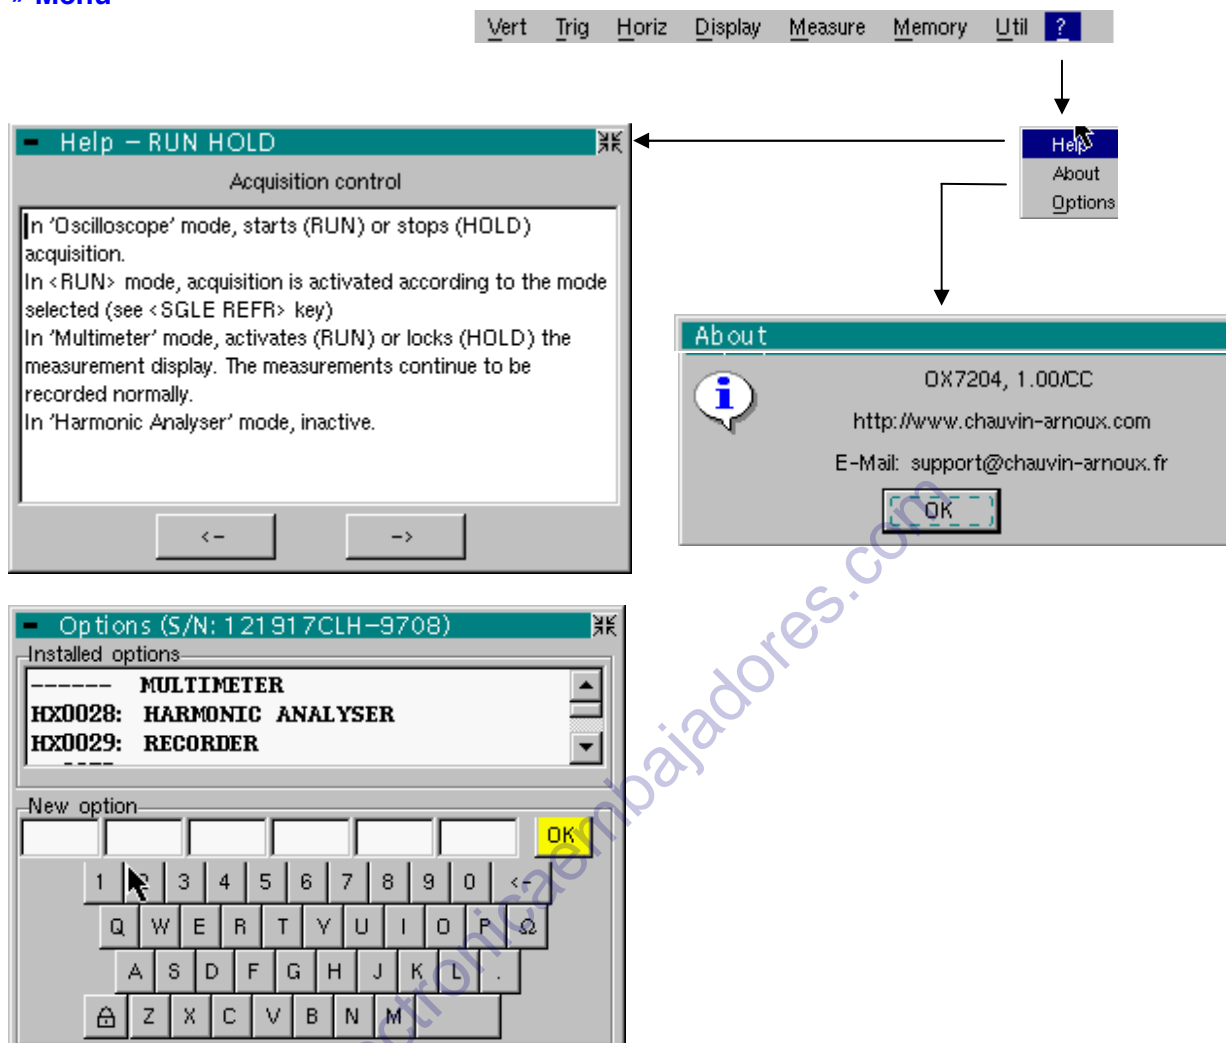 » Menu
Vert Trig Horiz Display Measure Memory Util ?
Help
About
Options
Help – RUN HOLD
Acquisition control
In 'Oscilloscope' mode, starts (RUN) or stops (HOLD)
acquisition.
In <RUN> mode, acquisition is activated according to the mode
selected (see <SGLE REFR> key)
In 'Multimeter' mode, activates (RUN) or locks (HOLD) the
measurement display. The measurements continue to be
recorded normally.
In 'Harmonic Analyser' mode, inactive.
<- ->
About
OX7204, 1.00/CC
http://www.chauvin-arnoux.com
E-Mail: support@chauvin-arnoux.fr
OK
Options (S/N: 121917CLH-9708)
Installed options
------ MULTIMETER
HX0028: HARMONIC ANALYSER
HX0029: RECORDER
New option
OK
1 2 3 4 5 6 7 8 9 0 <-
Q W E R T Y U I O P Ω
A S D F G H J K L .
Z X C V B N M
ectronicaembajadores.com